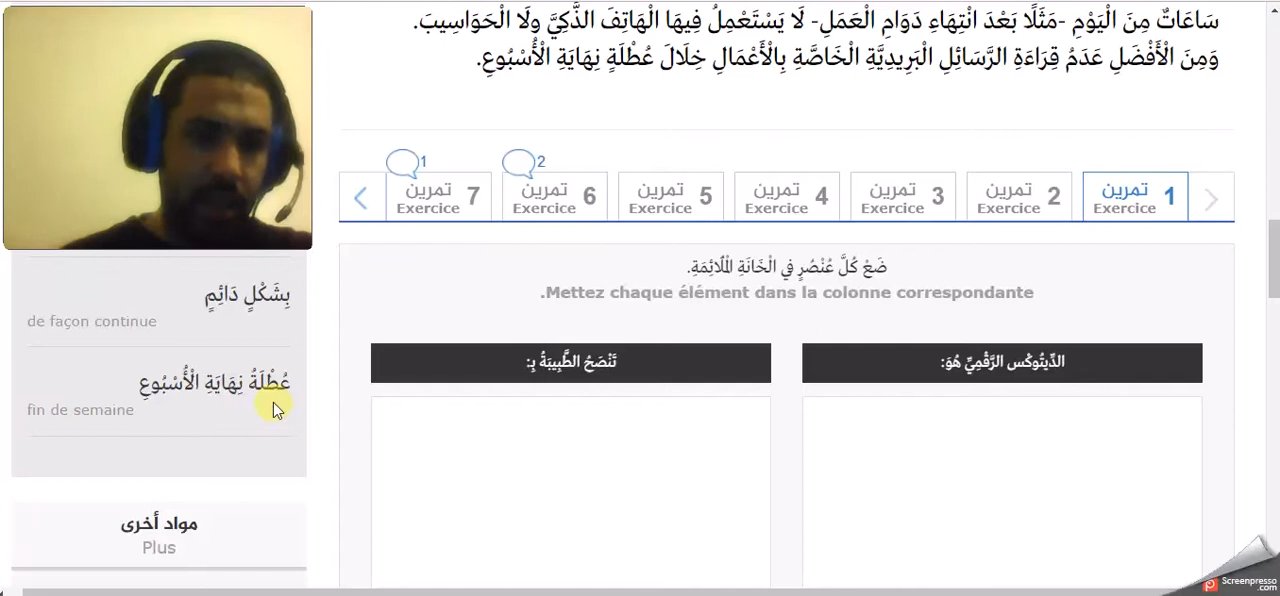 سَاعَاتٌ مِنَ الْيَوْمِ -مَثَلًا بَعْدَ انْتِهَاءِ دَوَامِ الْعَمَلِ- لَا يَسْتَعْمِلُ فِيهَا الْهَاتِفَ الذَّكِيَّ ولَا الْحَوَاسِيبَ.
وَمِنَ الْأَفْضَلِ عَدَمُ قِرَاءَةِ الرَّسَائِلِ الْبَرِيدِيَّةِ الْخَاصَّةِ بِالْأَعْمَالِ خِلَالَ عُطْلَةٍ نِهَايَةِ الْأُسْبُوعِ.
1 تمرين
Exercice
2 تمرين
Exercice
3 تمرين
Exercice
4 تمرين
Exercice
5 تمرين
Exercice
2
6 تمرين
Exercice
1
7 تمرين
Exercice
ضَعْ كُلَّ عُنْصُرٍ فِي الْخَانَةِ الْمُلَائِمَةِ.
.Mettez chaque élément dans la colonne correspondante
الدِّيتُوكْس الرَّقْمِيِّ هُوَ:
تَنْصَحُ الطَّبِيبَةُ بِـ:
بِشَكْلٍ دَائِمٍ
de façon continue
عُطْلَةُ نِهَايَةِ الْأُسْبُوعِ
fin de semaine
مواد أخرى
Plus
Screenpresso
.com